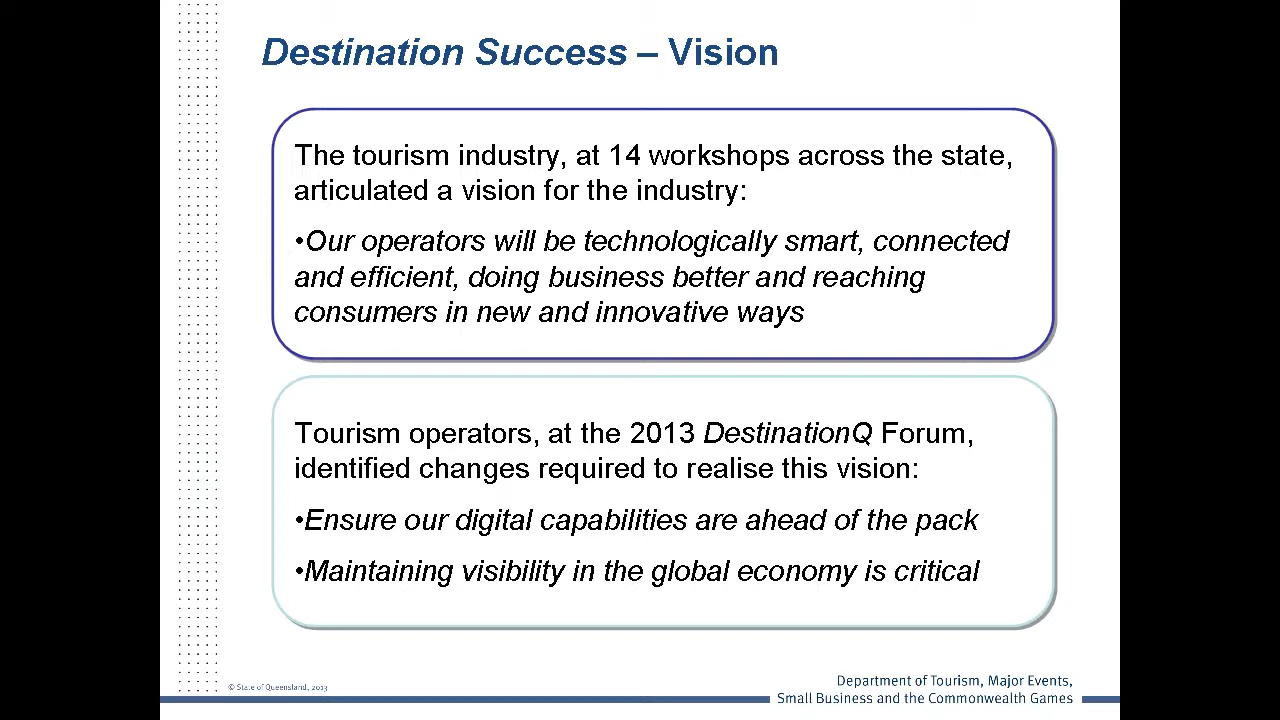 Destination Success – Vision
The tourism industry, at 14 workshops across the state,
articulated a vision for the industry:
•Our operators will be technologically smart, connected
and efficient, doing business better and reaching
consumers in new and innovative ways
Tourism operators, at the 2013 DestinationQ Forum,
identified changes required to realise this vision:
•Ensure our digital capabilities are ahead of the pack
•Maintaining visibility in the global economy is critical
© State of Queensland, 2013
Department of Tourism, Major Events,
Small Business and the Commonwealth Games